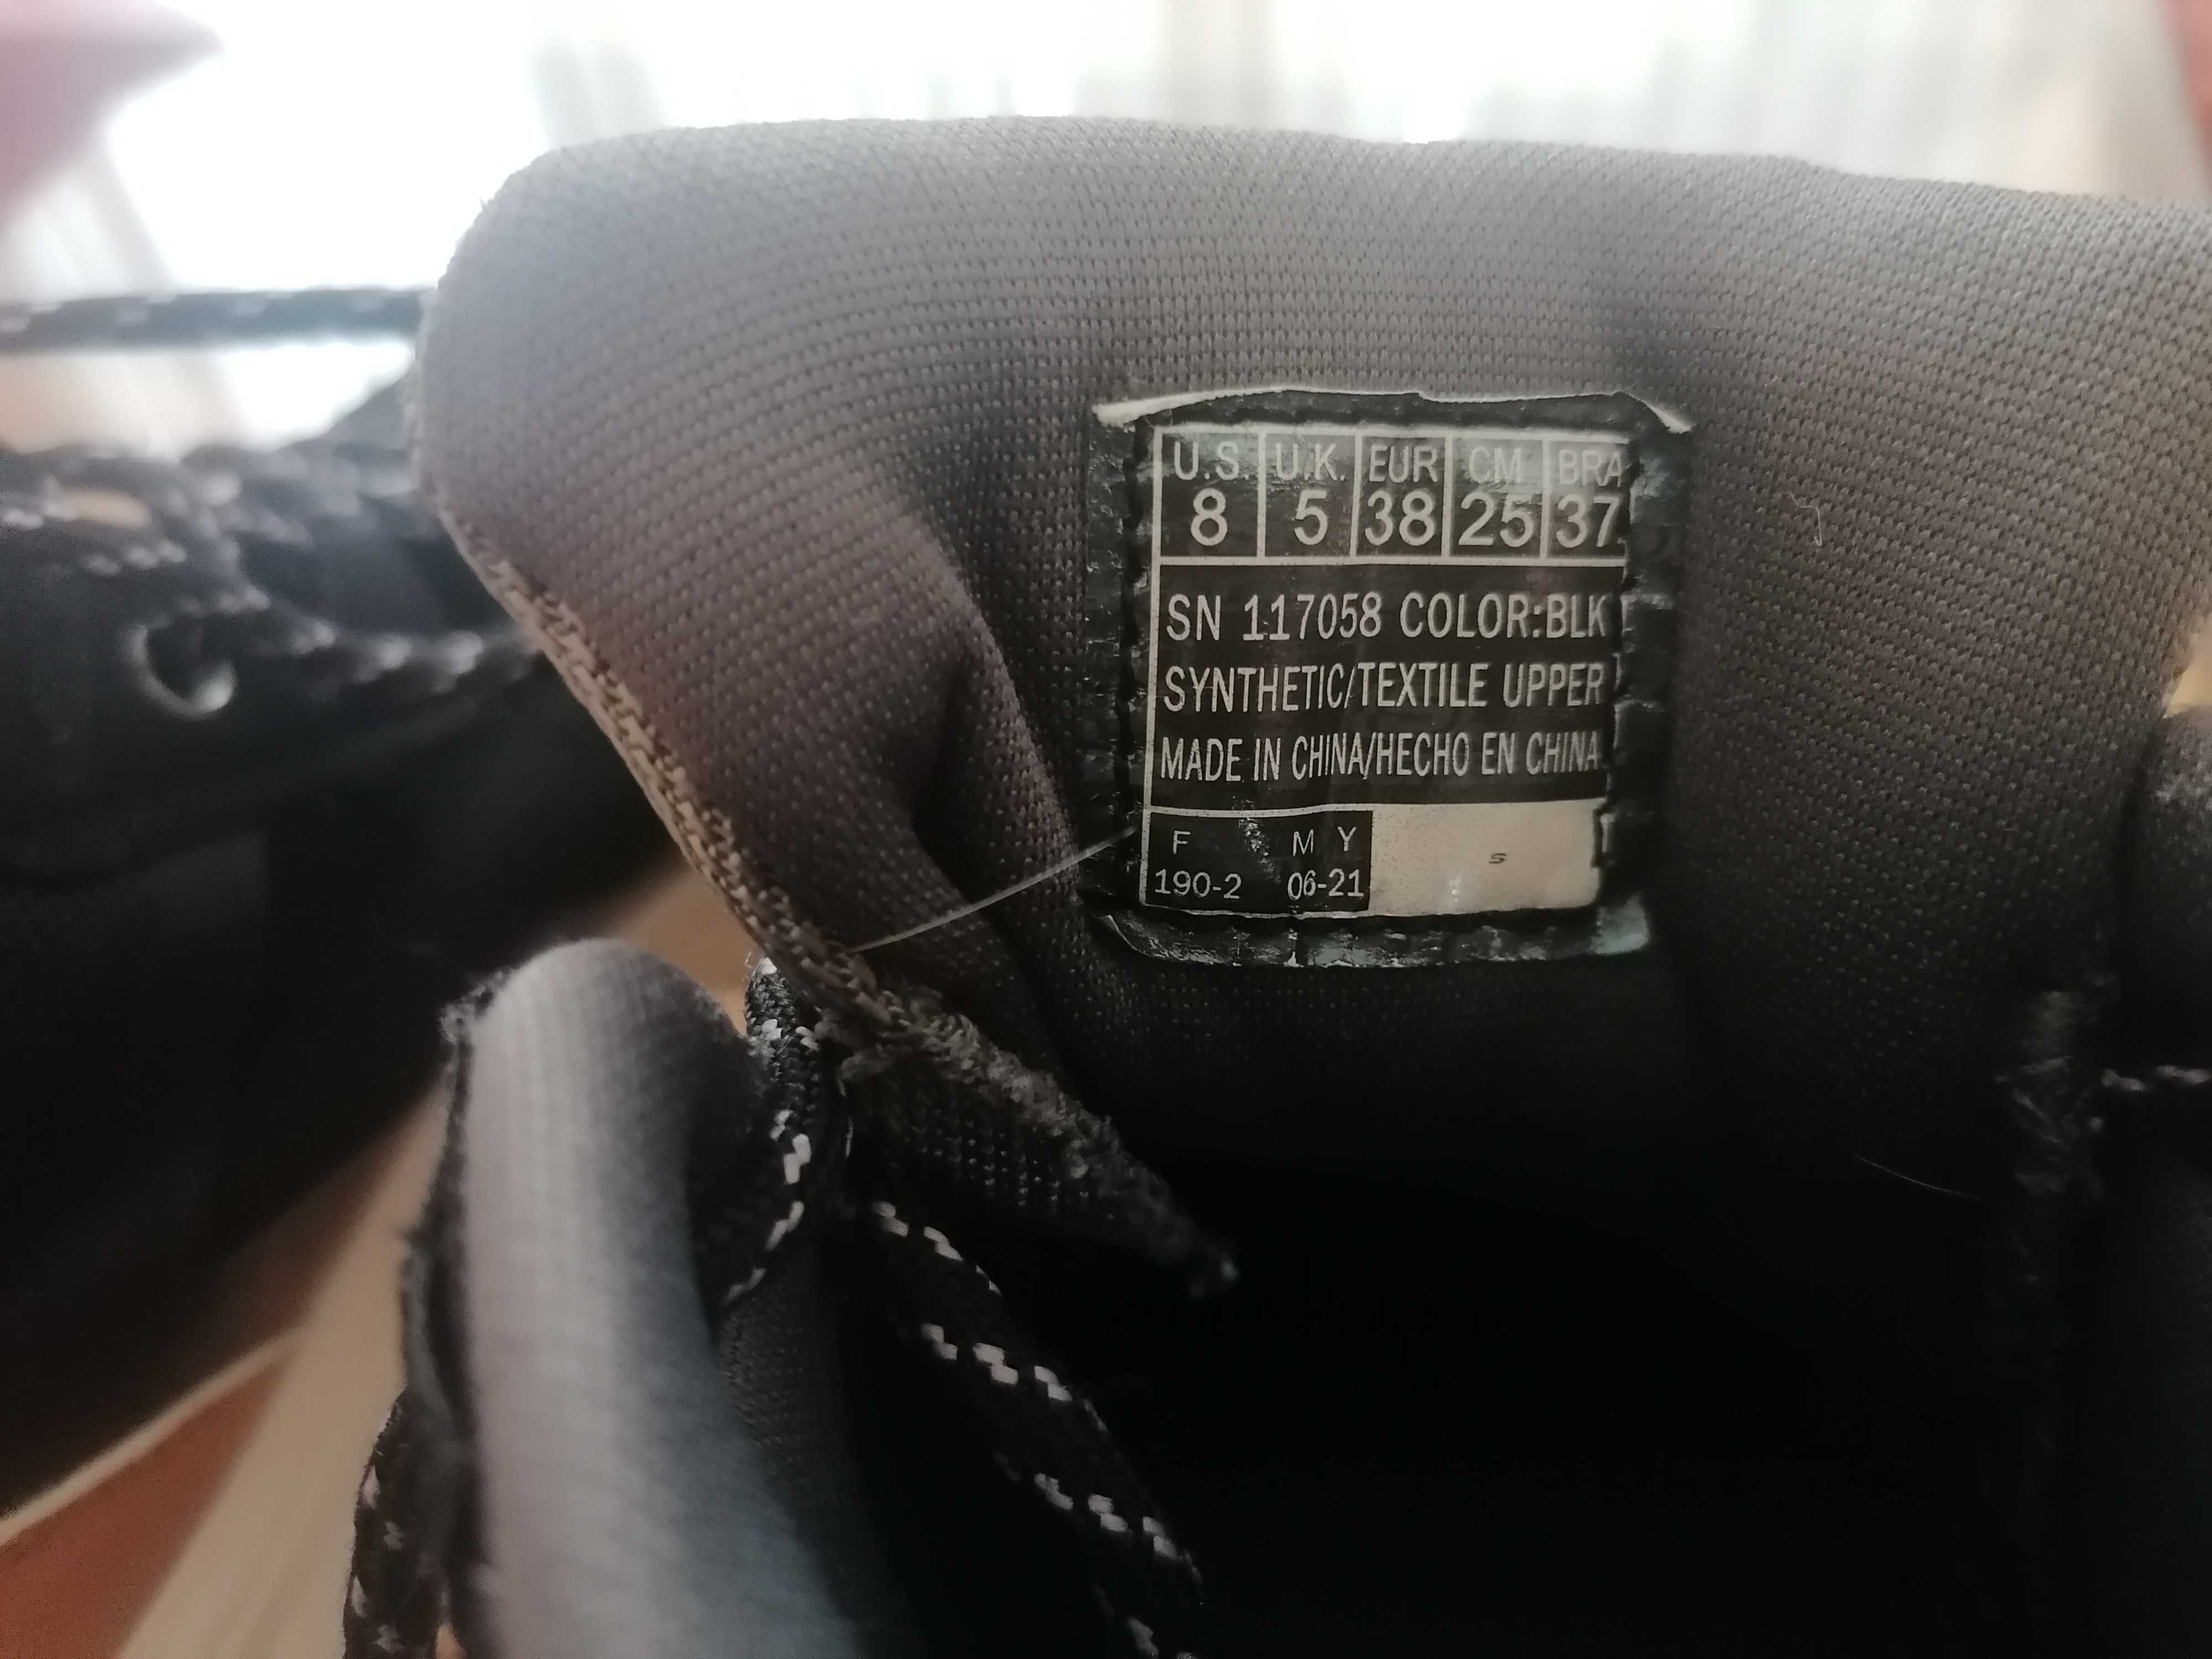 U.S U.K. EUR CM BRA
8 5 38 25 37
SN 117058 COLOR:BLK
SYNTHETIC/TEXTILE UPPER
MADE IN CHINA/HECHO EN CHINA
F M Y
190-2 06-21
S